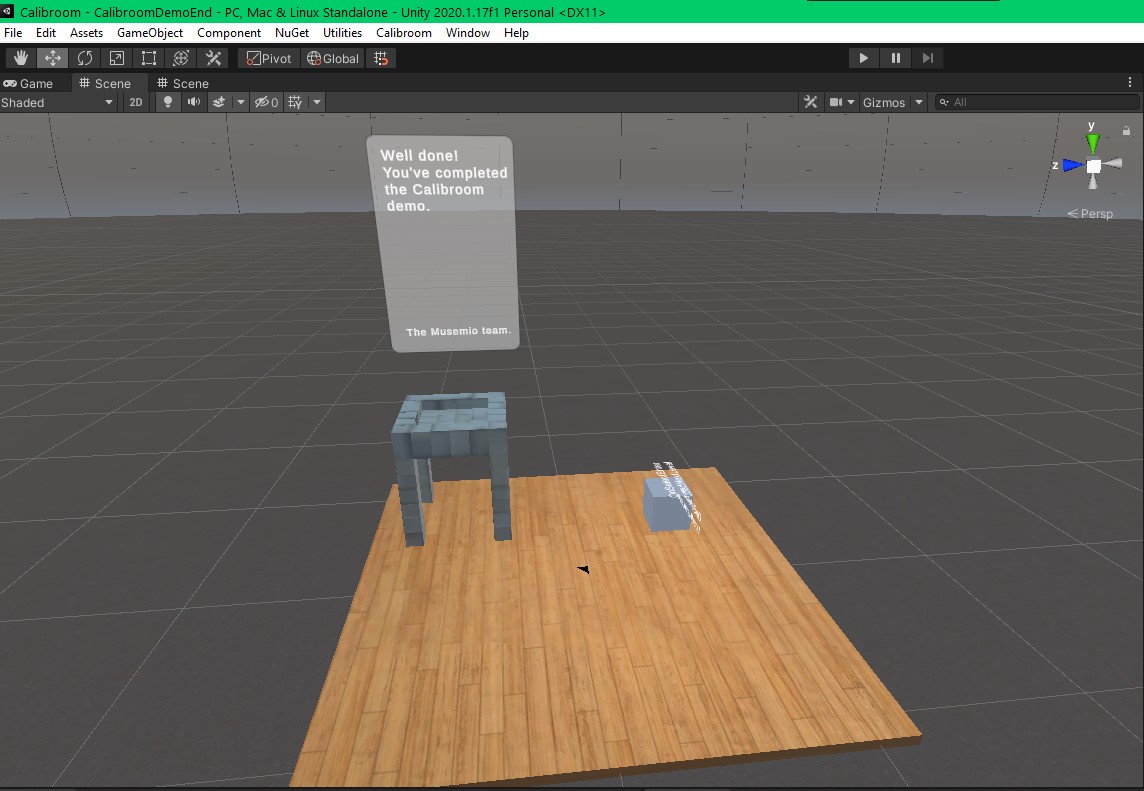 Calibroom - CalibroomDemoEnd - PC, Mac & Linux Standalone - Unity 2020.1.17f1 Personal <DX11>
File Edit Assets GameObject Component NuGet Utilities Calibroom Window Help
Pivot Global
Game Scene Scene
Shaded 2D 0 Gizmos All
y
z
Persp
Well done!
You've completed
the Calibroom
demo.
The Musemio team.